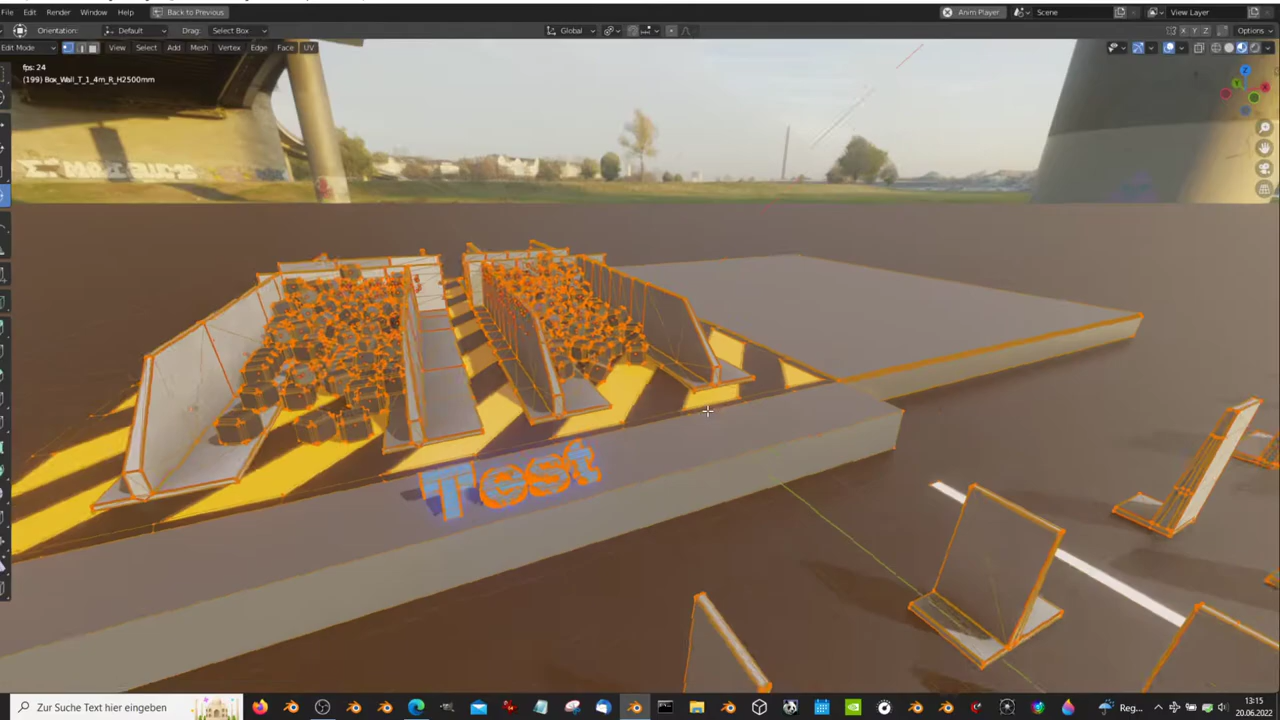 File Edit Render Window Help Back to Previous Anim Player Scene View Layer
Orientation: Default Drag: Select Box Global X Y Z Options
Edit Mode View Select Add Mesh Vertex Edge Face UV
fps: 24
(199) Box_Wall_T_1_4m_R_H2500mm
Z
Y
X
Test
Zur Suche Text hier eingeben
Reg...
13:15
20.06.2022